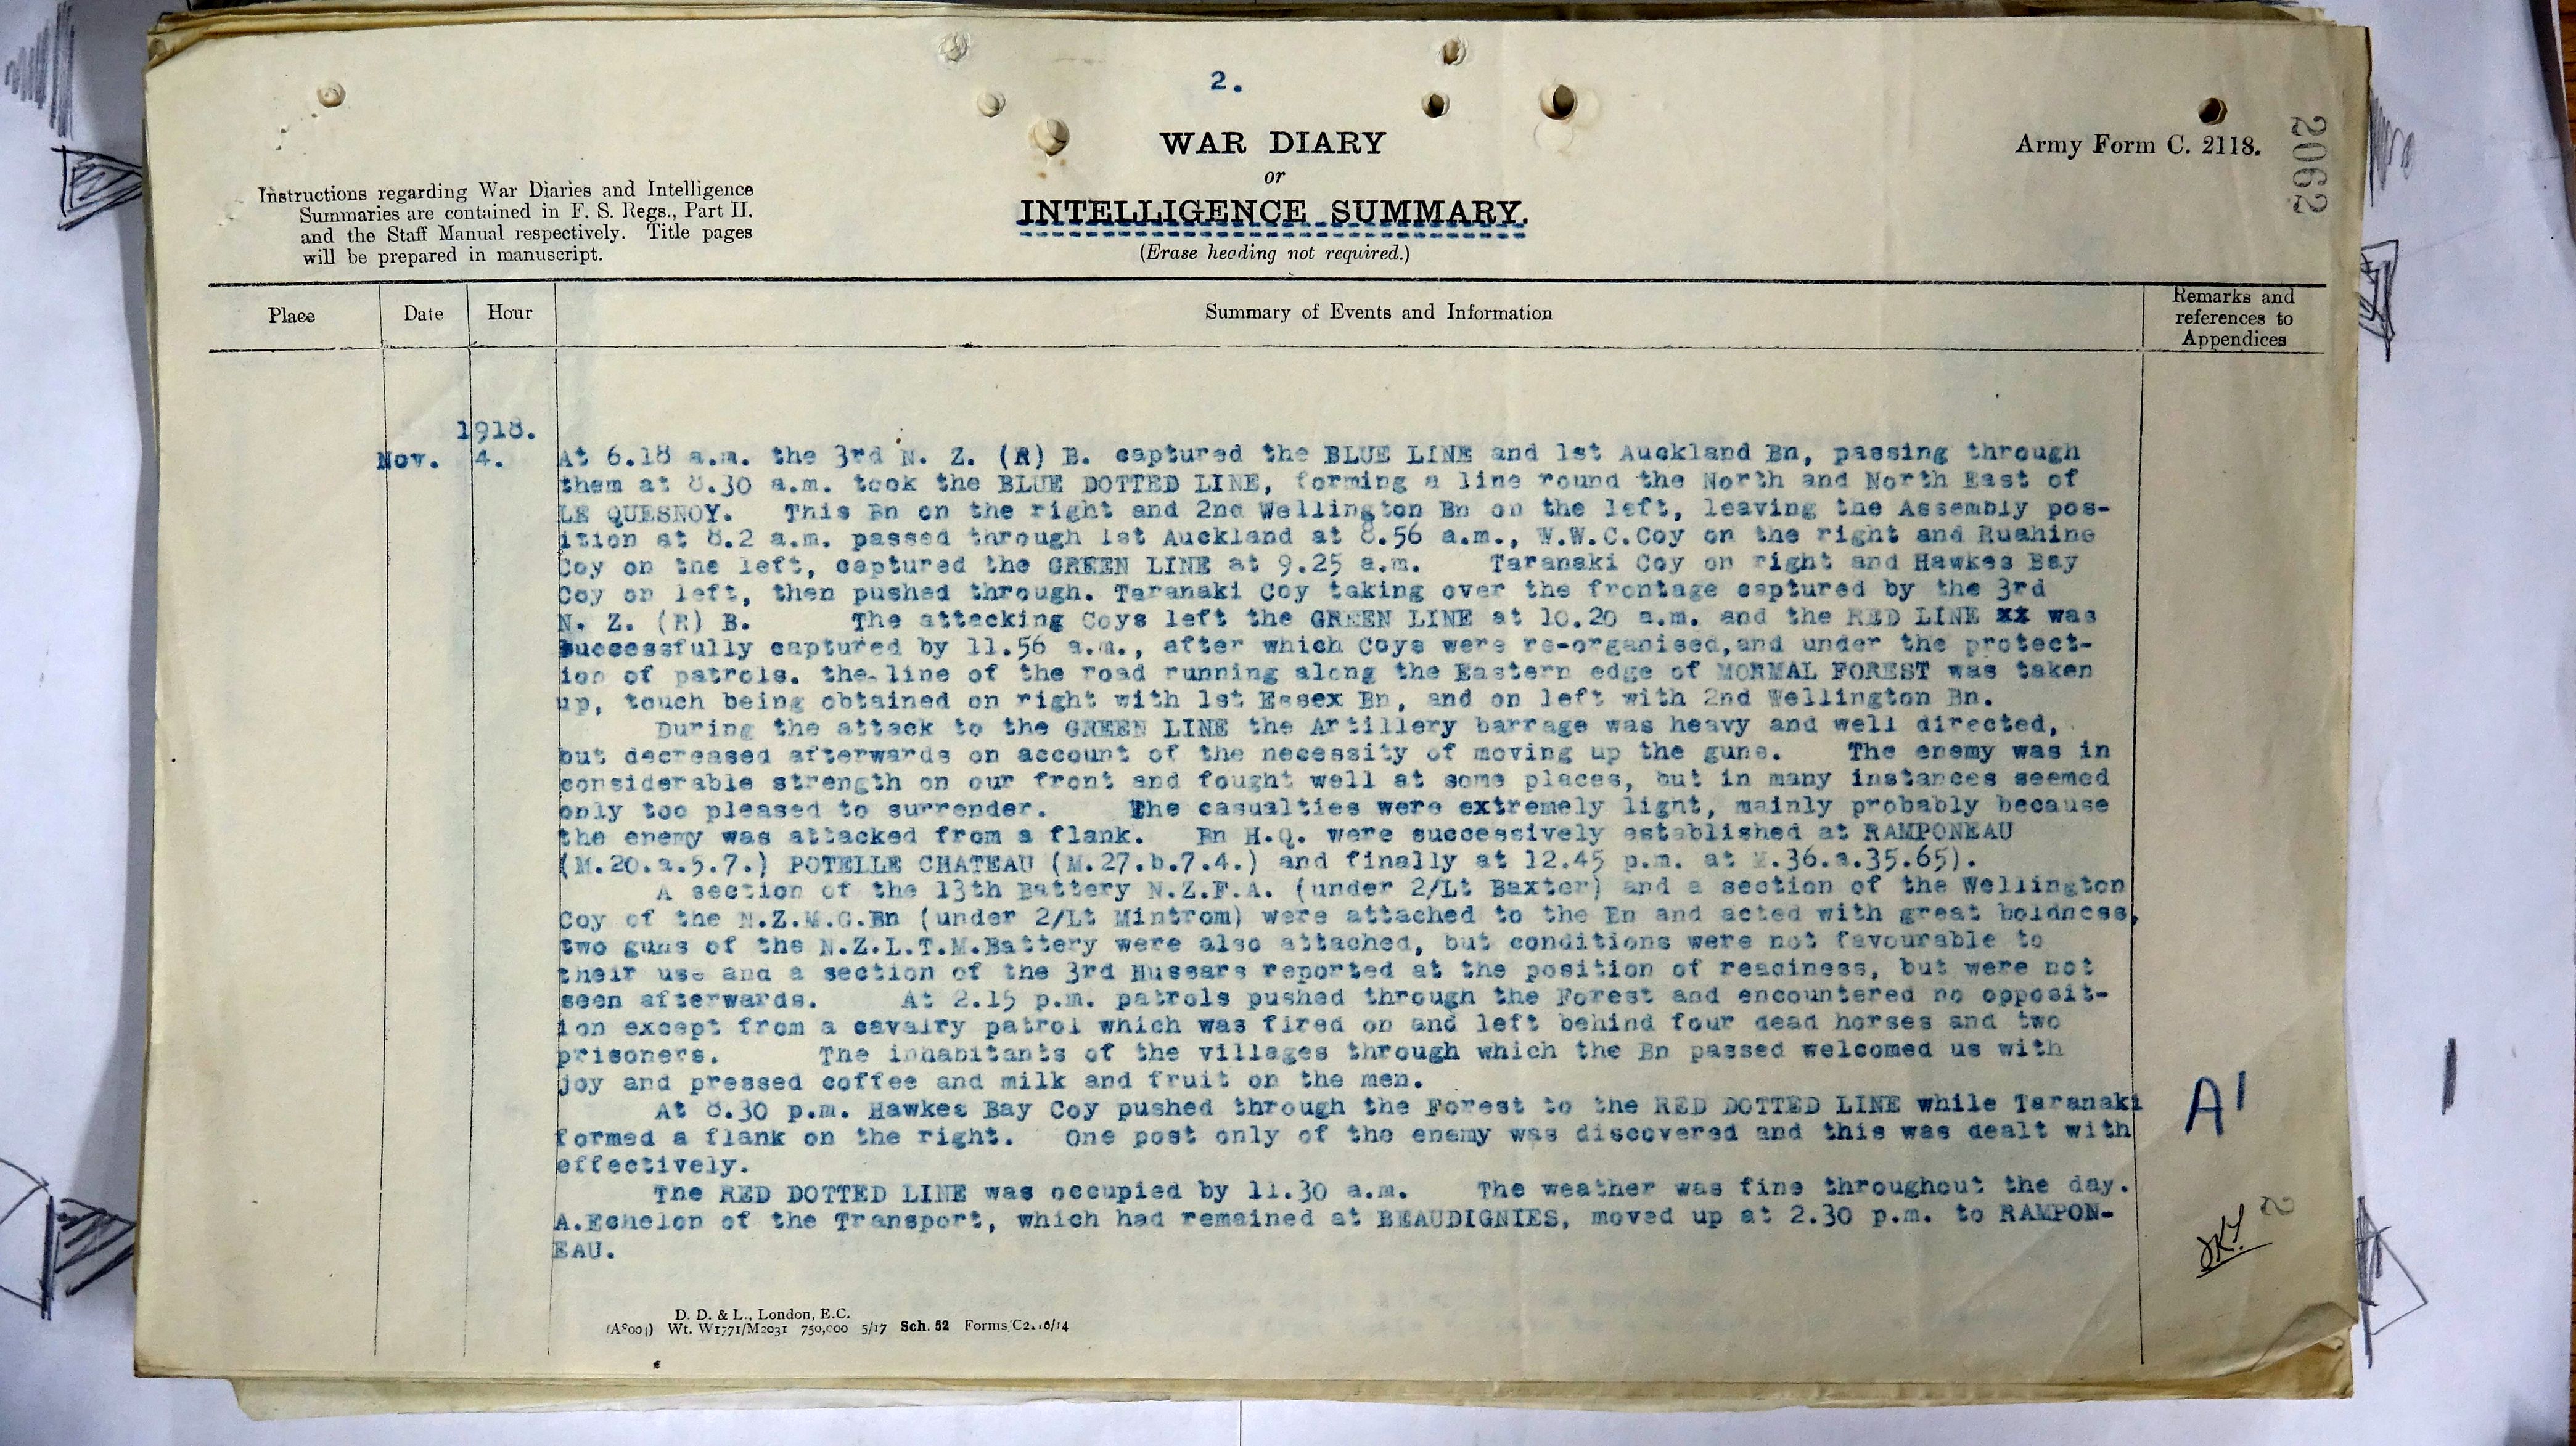 2.
WAR DIARY
or
INTELLIGENCE SUMMARY.
(Erase heading not required.)
Army Form C. 2118.
2062
Instructions regarding War Diaries and Intelligence
Summaries are contained in F. S. Regs., Part II.
and the Staff Manual respectively. Title pages
will be prepared in manuscript.
Place
Date
Hour
Summary of Events and Information
Remarks and
references to
Appendices
1918.
Nov. 4.
At 6.18 a.m. the 3rd N. Z. (R) B. captured the BLUE LINE and 1st Auckland Bn, passing through
them at 8.30 a.m. took the BLUE DOTTED LINE, forming a line round the North and North East of
LE QUESNOY. This Bn on the right and 2nd Wellington Bn on the left, leaving the Assembly pos-
ition at 8.2 a.m. passed through 1st Auckland at 8.56 a.m., W.W.C.Coy on the right and Ruahine
Coy on the left, captured the GREEN LINE at 9.25 a.m. Taranaki Coy on right and Hawkes Bay
Coy on left, then pushed through. Taranaki Coy taking over the frontage captured by the 3rd
N. Z. (R) B. The attacking Coys left the GREEN LINE at 10.20 a.m. and the RED LINE xx was
successfully captured by 11.56 a.m., after which Coys were re-organised,and under the protect-
ion of patrols. the line of the road running along the Eastern edge of MORMAL FOREST was taken
up, touch being obtained on right with 1st Essex Bn, and on left with 2nd Wellington Bn.
During the attack to the GREEN LINE the Artillery barrage was heavy and well directed,
but decreased afterwards on account of the necessity of moving up the guns. The enemy was in
considerable strength on our front and fought well at some places, but in many instances seemed
only too pleased to surrender. The casualties were extremely light, mainly probably because
the enemy was attacked from a flank. Bn H.Q. were successively established at RAMPONEAU
(M.20.a.5.7.) POTELLE CHATEAU (M.27.b.7.4.) and finally at 12.45 p.m. at M.36.a.35.65).
A section of the 13th Battery N.Z.F.A. (under 2/Lt Baxter) and a section of the Wellington
Coy of the N.Z.M.G.Bn (under 2/Lt Mintrom) were attached to the Bn and acted with great boldness,
two guns of the N.Z.L.T.M.Battery were also attached, but conditions were not favourable to
their use and a section of the 3rd Hussars reported at the position of readiness, but were not
seen afterwards. At 2.15 p.m. patrols pushed through the Forest and encountered no opposit-
ion except from a cavalry patrol which was fired on and left behind four dead horses and two
prisoners. The inhabitants of the villages through which the Bn passed welcomed us with
joy and pressed coffee and milk and fruit on the men.
At 8.30 p.m. Hawkes Bay Coy pushed through the Forest to the RED DOTTED LINE while Taranaki
formed a flank on the right. One post only of the enemy was discovered and this was dealt with
effectively.
The RED DOTTED LINE was occupied by 11.30 a.m. The weather was fine throughout the day.
A.Echelon of the Transport, which had remained at BEAUDIGNIES, moved up at 2.30 p.m. to RAMPON-
EAU.
A1
2
D. D. & L., London, E.C.
Wt. W1771/M2031 750,000 5/17 Sch. 52 Forms/C2118/14